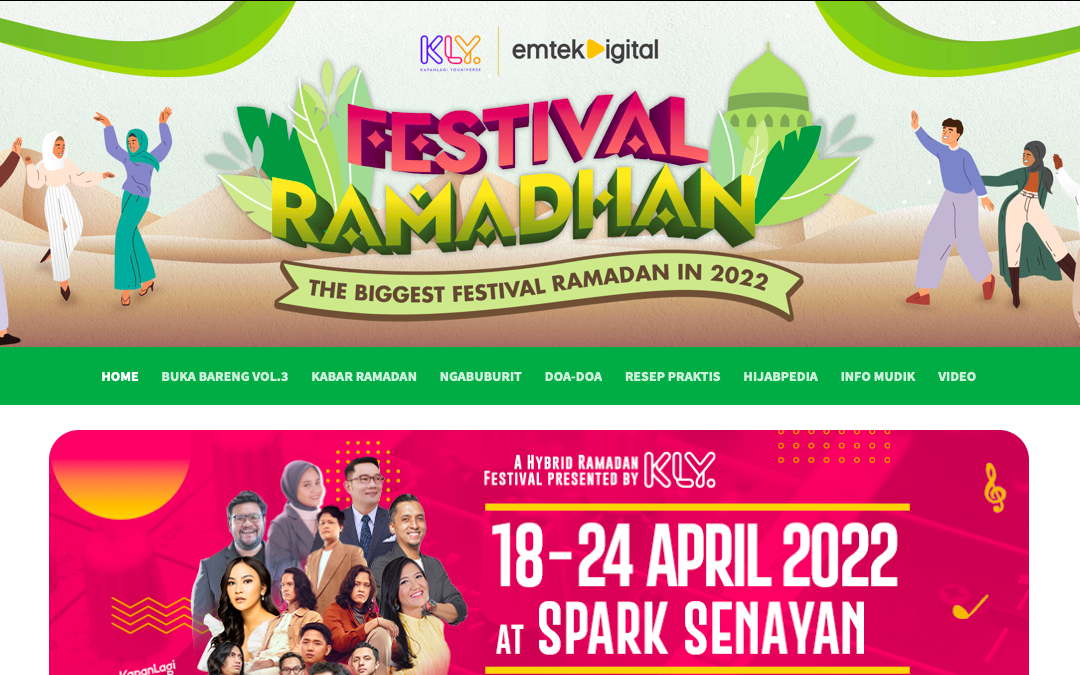 KLY.
KAPANLAGI YOUNIVERSE
emtek Digital
FESTIVAL
RAMADHAN
THE BIGGEST FESTIVAL RAMADAN IN 2022
HOME BUKA BARENG VOL.3 KABAR RAMADAN NGABUBURIT DOA-DOA RESEP PRAKTIS HIJABPEDIA INFO MUDIK VIDEO
A HYBRID RAMADAN
FESTIVAL PRESENTED BY KLY.
18-24 APRIL 2022
AT SPARK SENAYAN
KapanLagi